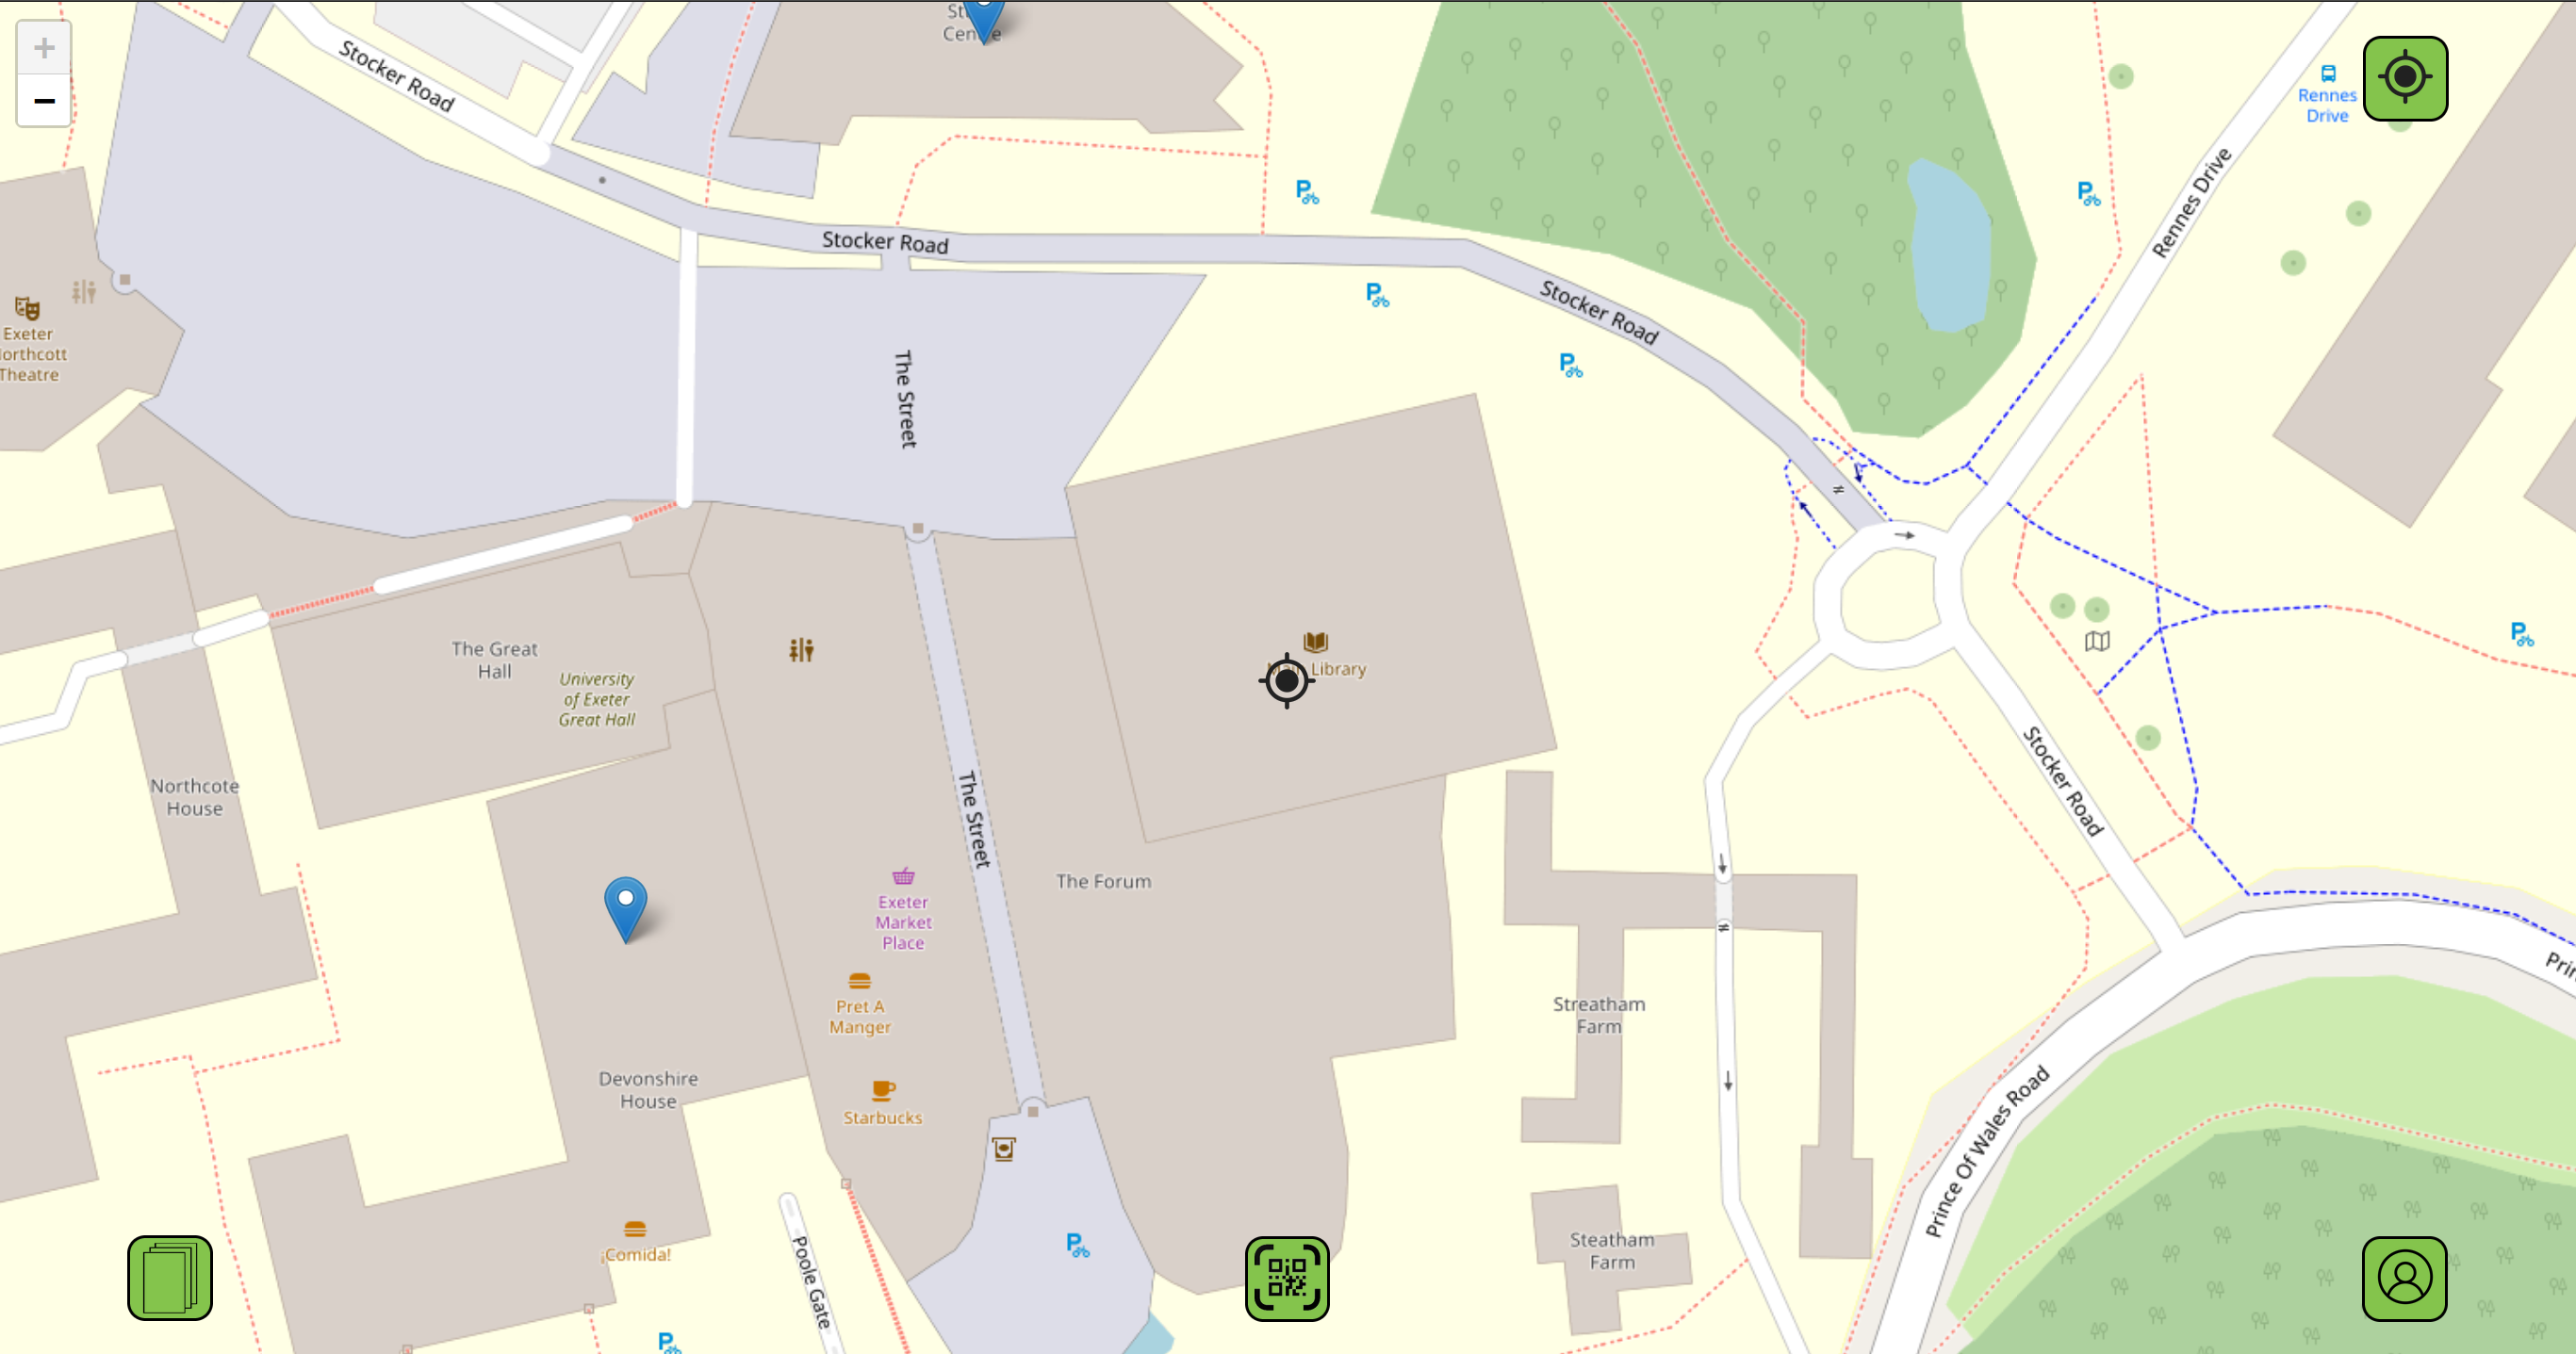 Stocker Road
Centre
Rennes
Drive
Rennes Drive
Stocker Road
Stocker Road
The Street
Exeter
Theatre
The Great
Hall
University
of Exeter
Great Hall
Library
Northcote
House
The Street
Stocker Road
The Forum
Exeter
Market
Place
Pret A
Manger
Streatham
Farm
Devonshire
House
Starbucks
Prince Of Wales Road
¡Comida!
Poole Gate
Steatham
Farm
+
−